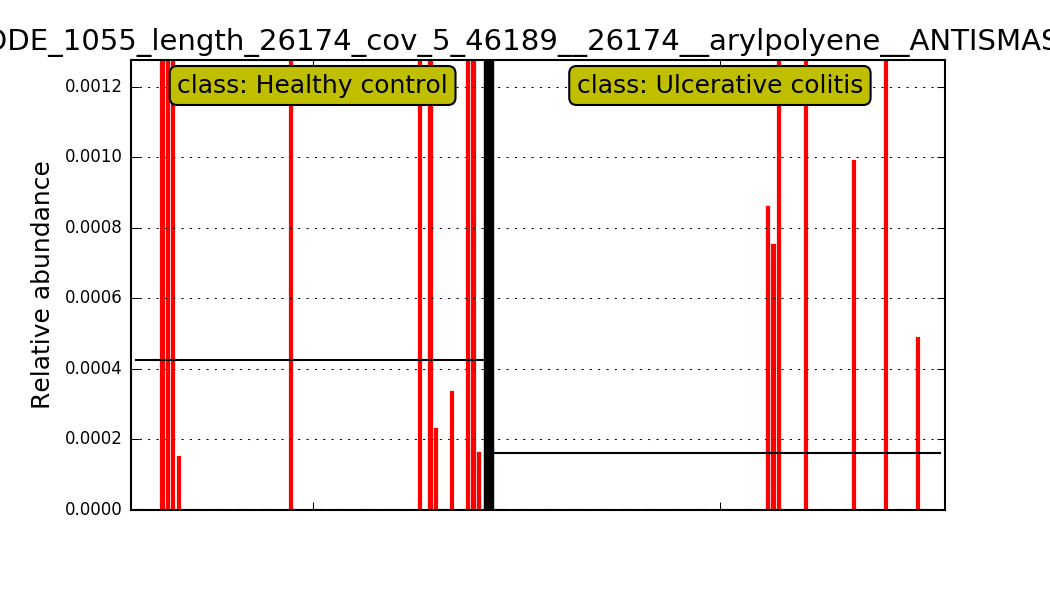 ODE_1055_length_26174_cov_5_46189__26174__arylpolyene__ANTISMAS
class: Healthy control
class: Ulcerative colitis
Relative abundance
0.0012
0.0010
0.0008
0.0006
0.0004
0.0002
0.0000